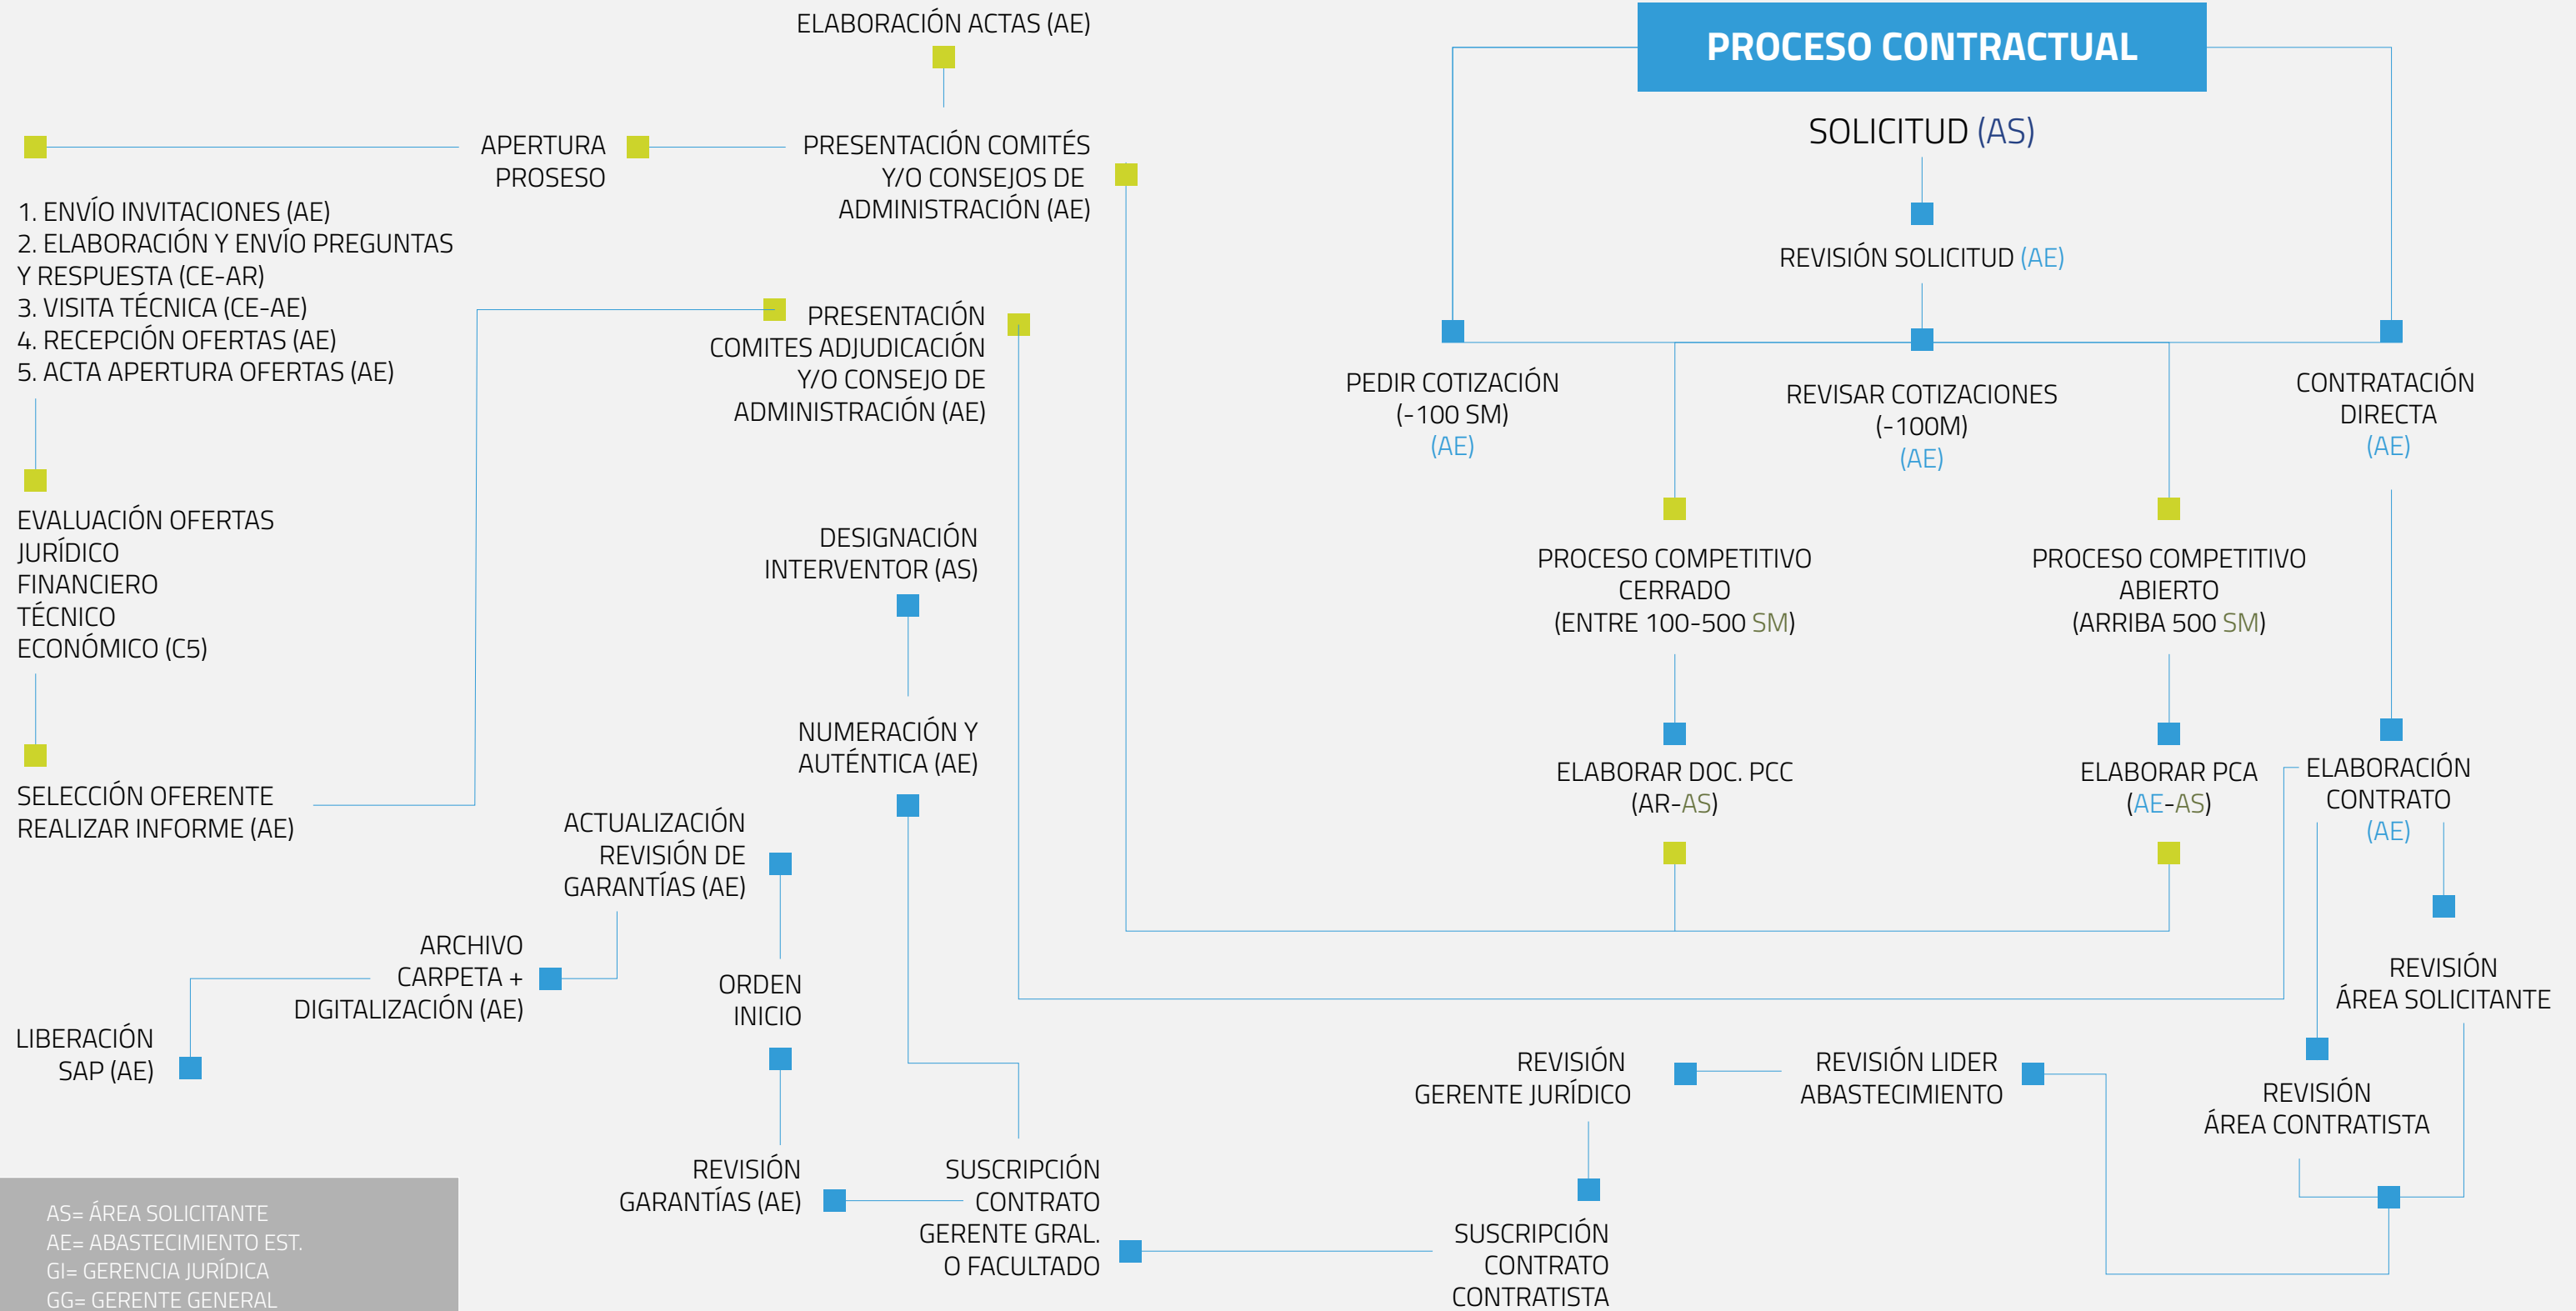 PROCESO CONTRACTUAL
SOLICITUD (AS)
REVISIÓN SOLICITUD (AE)
PEDIR COTIZACIÓN
(-100 SM)
(AE)
REVISAR COTIZACIONES
(-100M)
(AE)
CONTRATACIÓN
DIRECTA
(AE)
PROCESO COMPETITIVO
CERRADO
(ENTRE 100-500 SM)
PROCESO COMPETITIVO
ABIERTO
(ARRIBA 500 SM)
ELABORAR DOC. PCC
(AR-AS)
ELABORAR PCA
(AE-AS)
ELABORACIÓN
CONTRATO
(AE)
ELABORACIÓN ACTAS (AE)
PRESENTACIÓN COMITÉS
Y/O CONSEJOS DE
ADMINISTRACIÓN (AE)
APERTURA
PROSESO
1. ENVÍO INVITACIONES (AE)
2. ELABORACIÓN Y ENVÍO PREGUNTAS
Y RESPUESTA (CE-AR)
3. VISITA TÉCNICA (CE-AE)
4. RECEPCIÓN OFERTAS (AE)
5. ACTA APERTURA OFERTAS (AE)
EVALUACIÓN OFERTAS
JURÍDICO
FINANCIERO
TÉCNICO
ECONÓMICO (C5)
SELECCIÓN OFERENTE
REALIZAR INFORME (AE)
PRESENTACIÓN
COMITES ADJUDICACIÓN
Y/O CONSEJO DE
ADMINISTRACIÓN (AE)
REVISIÓN
ÁREA SOLICITANTE
REVISIÓN
ÁREA CONTRATISTA
REVISIÓN LIDER
ABASTECIMIENTO
REVISIÓN
GERENTE JURÍDICO
SUSCRIPCIÓN
CONTRATO
CONTRATISTA
SUSCRIPCIÓN
CONTRATO
GERENTE GRAL.
O FACULTADO
NUMERACIÓN Y
AUTÉNTICA (AE)
DESIGNACIÓN
INTERVENTOR (AS)
REVISIÓN
GARANTÍAS (AE)
ORDEN
INICIO
ACTUALIZACIÓN
REVISIÓN DE
GARANTÍAS (AE)
ARCHIVO
CARPETA +
DIGITALIZACIÓN (AE)
LIBERACIÓN
SAP (AE)
AS= ÁREA SOLICITANTE
AE= ABASTECIMIENTO EST.
GI= GERENCIA JURÍDICA
GG= GERENTE GENERAL